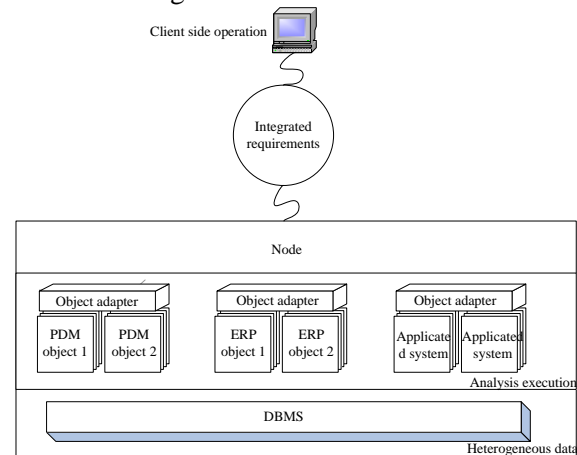 Client side operation
Integrated
requirements
Node
Object adapter
Object adapter
Object adapter
PDM
object 1
PDM
object 2
ERP
object 1
ERP
object 2
Applicate
d system
Applicated
system
Analysis execution
DBMS
Heterogeneous data